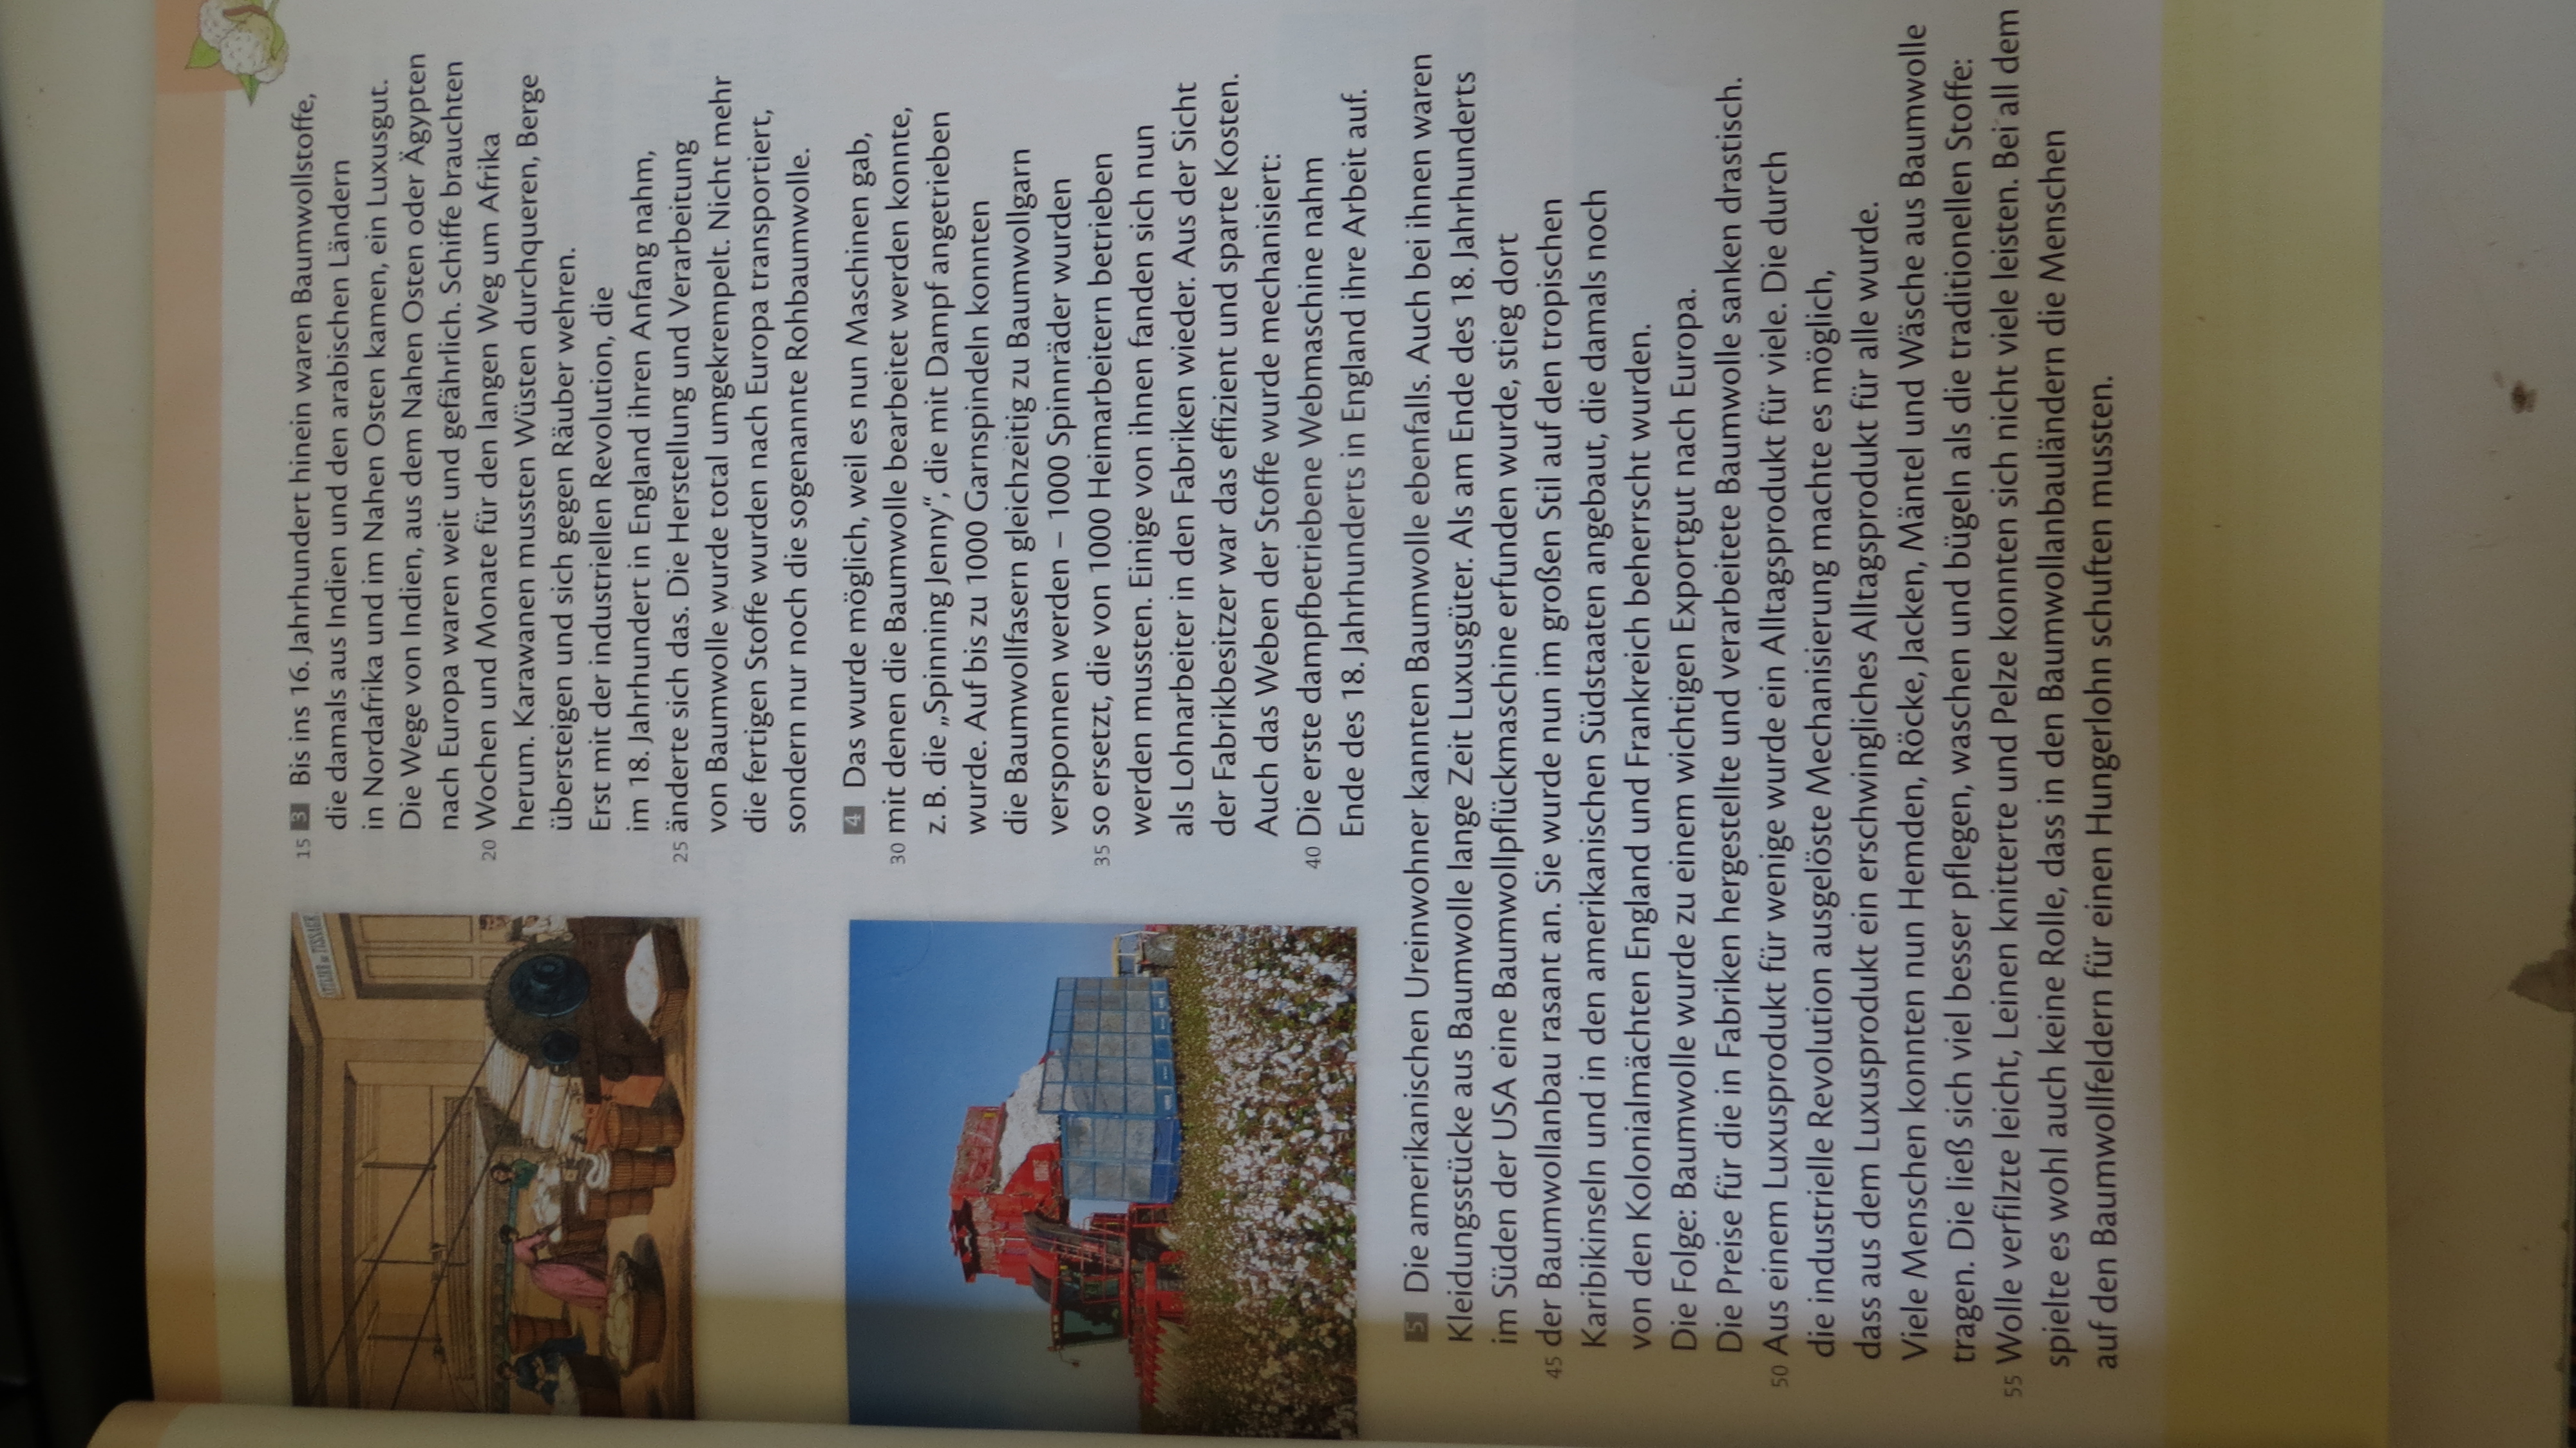 ATELIER DE TISSAGE
15 3 Bis ins 16. Jahrhundert hinein waren Baumwollstoffe,
die damals aus Indien und den arabischen Ländern
in Nordafrika und im Nahen Osten kamen, ein Luxusgut.
Die Wege von Indien, aus dem Nahen Osten oder Ägypten
nach Europa waren weit und gefährlich. Schiffe brauchten
20 Wochen und Monate für den langen Weg um Afrika
herum. Karawanen mussten Wüsten durchqueren, Berge
übersteigen und sich gegen Räuber wehren.
Erst mit der industriellen Revolution, die
im 18. Jahrhundert in England ihren Anfang nahm,
25 änderte sich das. Die Herstellung und Verarbeitung
von Baumwolle wurde total umgekrempelt. Nicht mehr
die fertigen Stoffe wurden nach Europa transportiert,
sondern nur noch die sogenannte Rohbaumwolle.
4 Das wurde möglich, weil es nun Maschinen gab,
30 mit denen die Baumwolle bearbeitet werden konnte,
z. B. die „Spinning Jenny“, die mit Dampf angetrieben
wurde. Auf bis zu 1000 Garnspindeln konnten
die Baumwollfasern gleichzeitig zu Baumwollgarn
versponnen werden – 1000 Spinnräder wurden
35 so ersetzt, die von 1000 Heimarbeitern betrieben
werden mussten. Einige von ihnen fanden sich nun
als Lohnarbeiter in den Fabriken wieder. Aus der Sicht
der Fabrikbesitzer war das effizient und sparte Kosten.
Auch das Weben der Stoffe wurde mechanisiert:
40 Die erste dampfbetriebene Webmaschine nahm
Ende des 18. Jahrhunderts in England ihre Arbeit auf.
5 Die amerikanischen Ureinwohner kannten Baumwolle ebenfalls. Auch bei ihnen waren
Kleidungsstücke aus Baumwolle lange Zeit Luxusgüter. Als am Ende des 18. Jahrhunderts
im Süden der USA eine Baumwollpflückmaschine erfunden wurde, stieg dort
45 der Baumwollanbau rasant an. Sie wurde nun im großen Stil auf den tropischen
Karibikinseln und in den amerikanischen Südstaaten angebaut, die damals noch
von den Kolonialmächten England und Frankreich beherrscht wurden.
Die Folge: Baumwolle wurde zu einem wichtigen Exportgut nach Europa.
Die Preise für die in Fabriken hergestellte und verarbeitete Baumwolle sanken drastisch.
50 Aus einem Luxusprodukt für wenige wurde ein Alltagsprodukt für viele. Die durch
die industrielle Revolution ausgelöste Mechanisierung machte es möglich,
dass aus dem Luxusprodukt ein erschwingliches Alltagsprodukt für alle wurde.
Viele Menschen konnten nun Hemden, Röcke, Jacken, Mäntel und Wäsche aus Baumwolle
tragen. Die ließ sich viel besser pflegen, waschen und bügeln als die traditionellen Stoffe:
55 Wolle verfilzte leicht, Leinen knitterte und Pelze konnten sich nicht viele leisten. Bei all dem
spielte es wohl auch keine Rolle, dass in den Baumwollanbauländern die Menschen
auf den Baumwollfeldern für einen Hungerlohn schuften mussten.